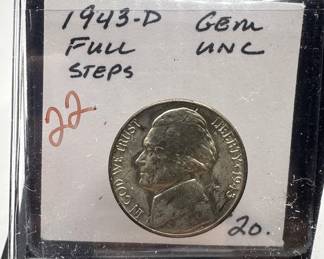 1943-D GEM
FULL UNC
STEPS
22
IN GOD WE TRUST
LIBERTY 1943
20.